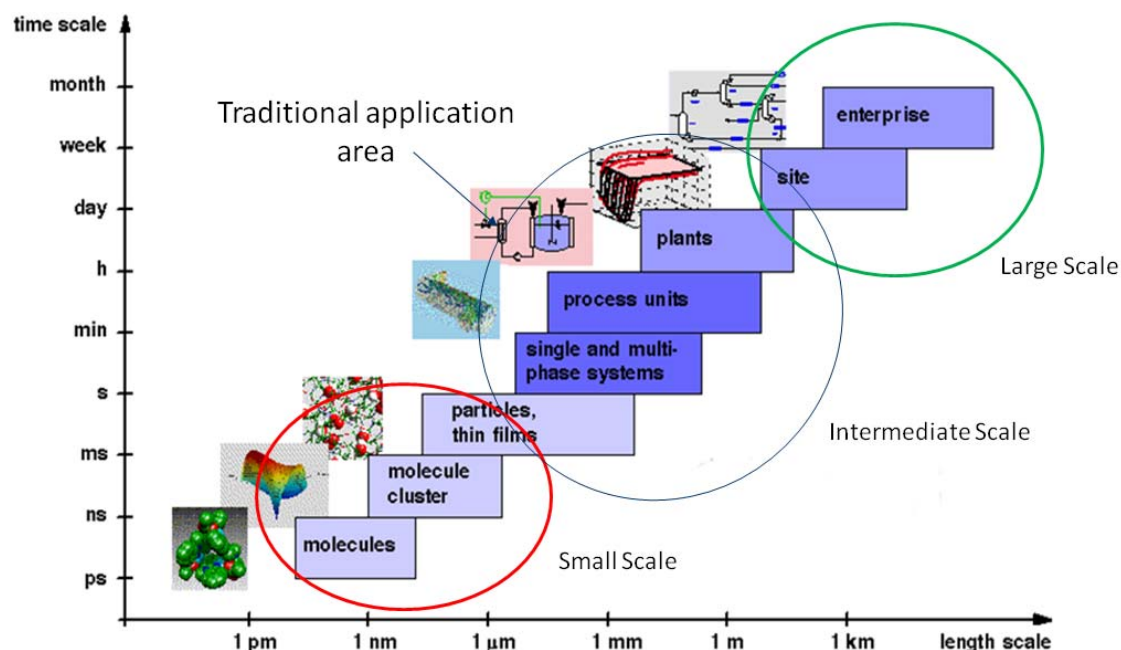 time scale
month
week
day
h
min
s
ms
ns
ps
Traditional application
area
enterprise
site
plants
process units
single and multi-
phase systems
particles,
thin films
molecule
cluster
molecules
Large Scale
Intermediate Scale
Small Scale
1 pm
1 nm
1 μm
1 mm
1 m
1 km
length scale